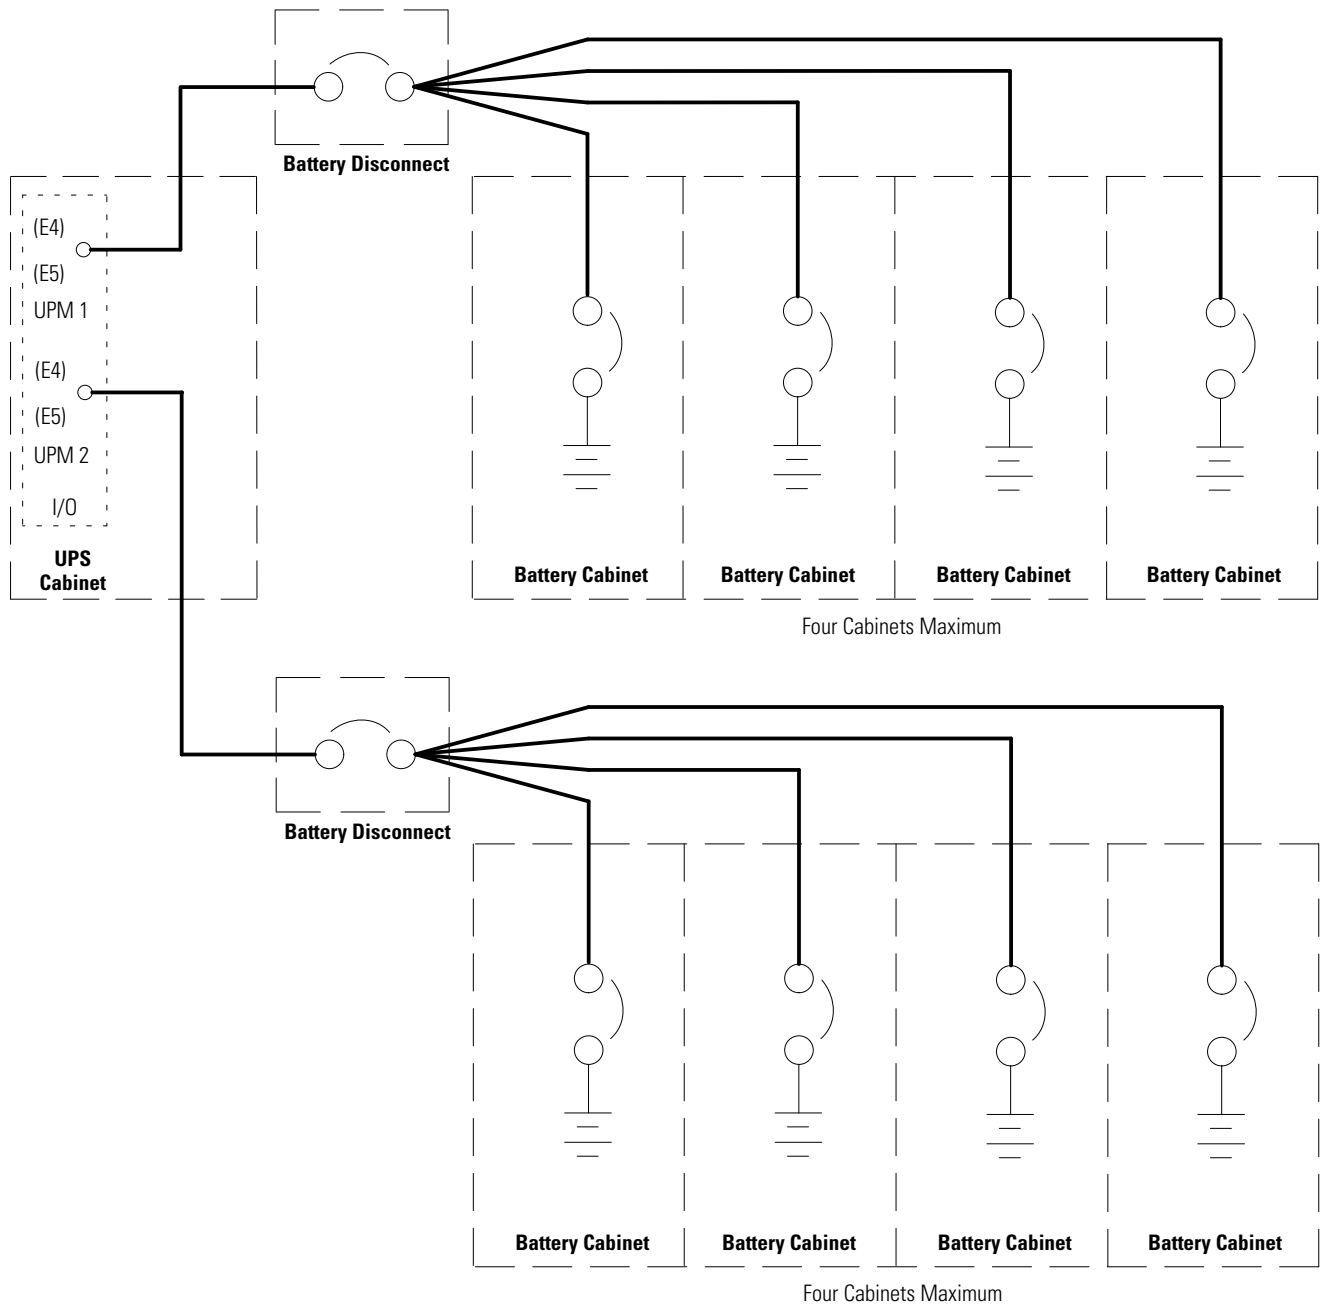 Battery Disconnect
(E4)
(E5)
UPM 1
(E4)
(E5)
UPM 2
I/O
UPS
Cabinet
Battery Cabinet
Battery Cabinet
Battery Cabinet
Battery Cabinet
Four Cabinets Maximum
Battery Disconnect
Battery Cabinet
Battery Cabinet
Battery Cabinet
Battery Cabinet
Four Cabinets Maximum